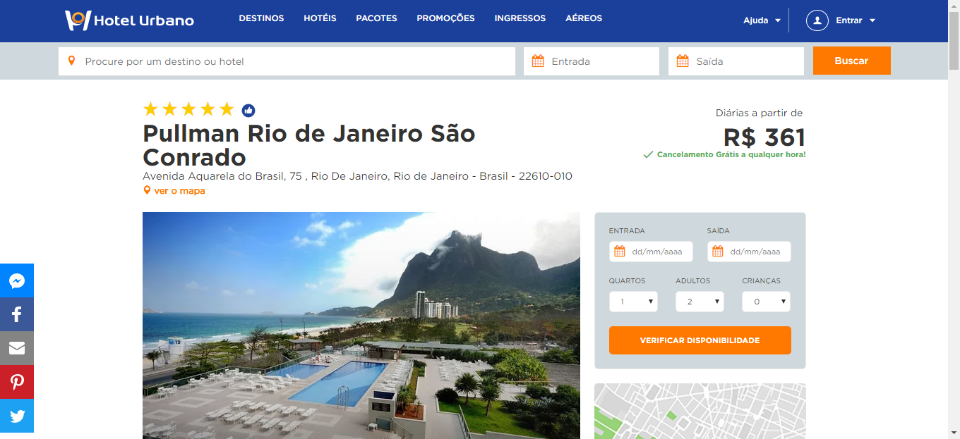 Hotel Urbano
DESTINOS HOTÉIS PACOTES PROMOÇÕES INGRESSOS AÉREOS
Ajuda
Entrar
Procure por um destino ou hotel
Entrada
Saída
Buscar
Pullman Rio de Janeiro São
Conrado
Avenida Aquarela do Brasil, 75 , Rio De Janeiro, Rio de Janeiro - Brasil - 22610-010
ver o mapa
Diárias a partir de
R$ 361
Cancelamento Grátis a qualquer hora!
ENTRADA SAÍDA
dd/mm/aaaa dd/mm/aaaa
QUARTOS ADULTOS CRIANÇAS
1 2 0
VERIFICAR DISPONIBILIDADE